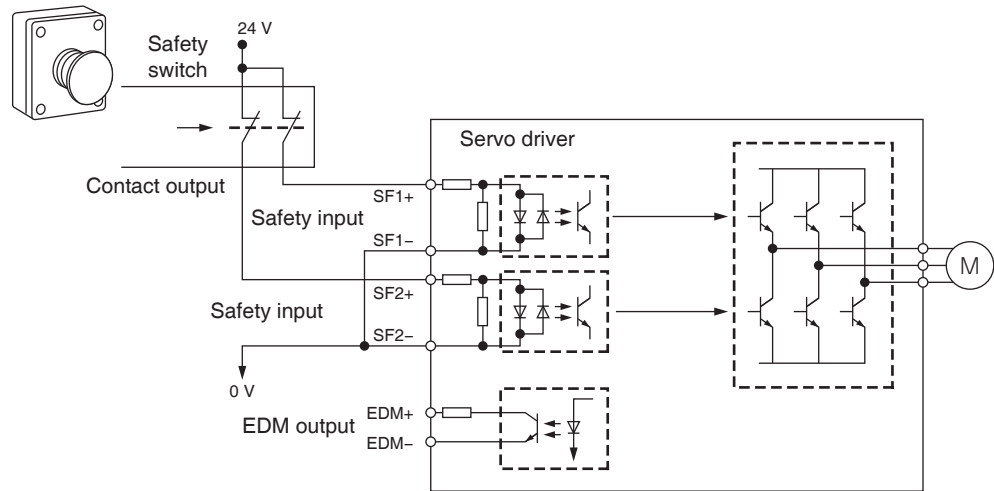 24 V
Safety
switch
Servo driver
Contact output
SF1+
Safety input
SF1−
SF2+
Safety input
SF2−
0 V
EDM+
EDM output
EDM−
M